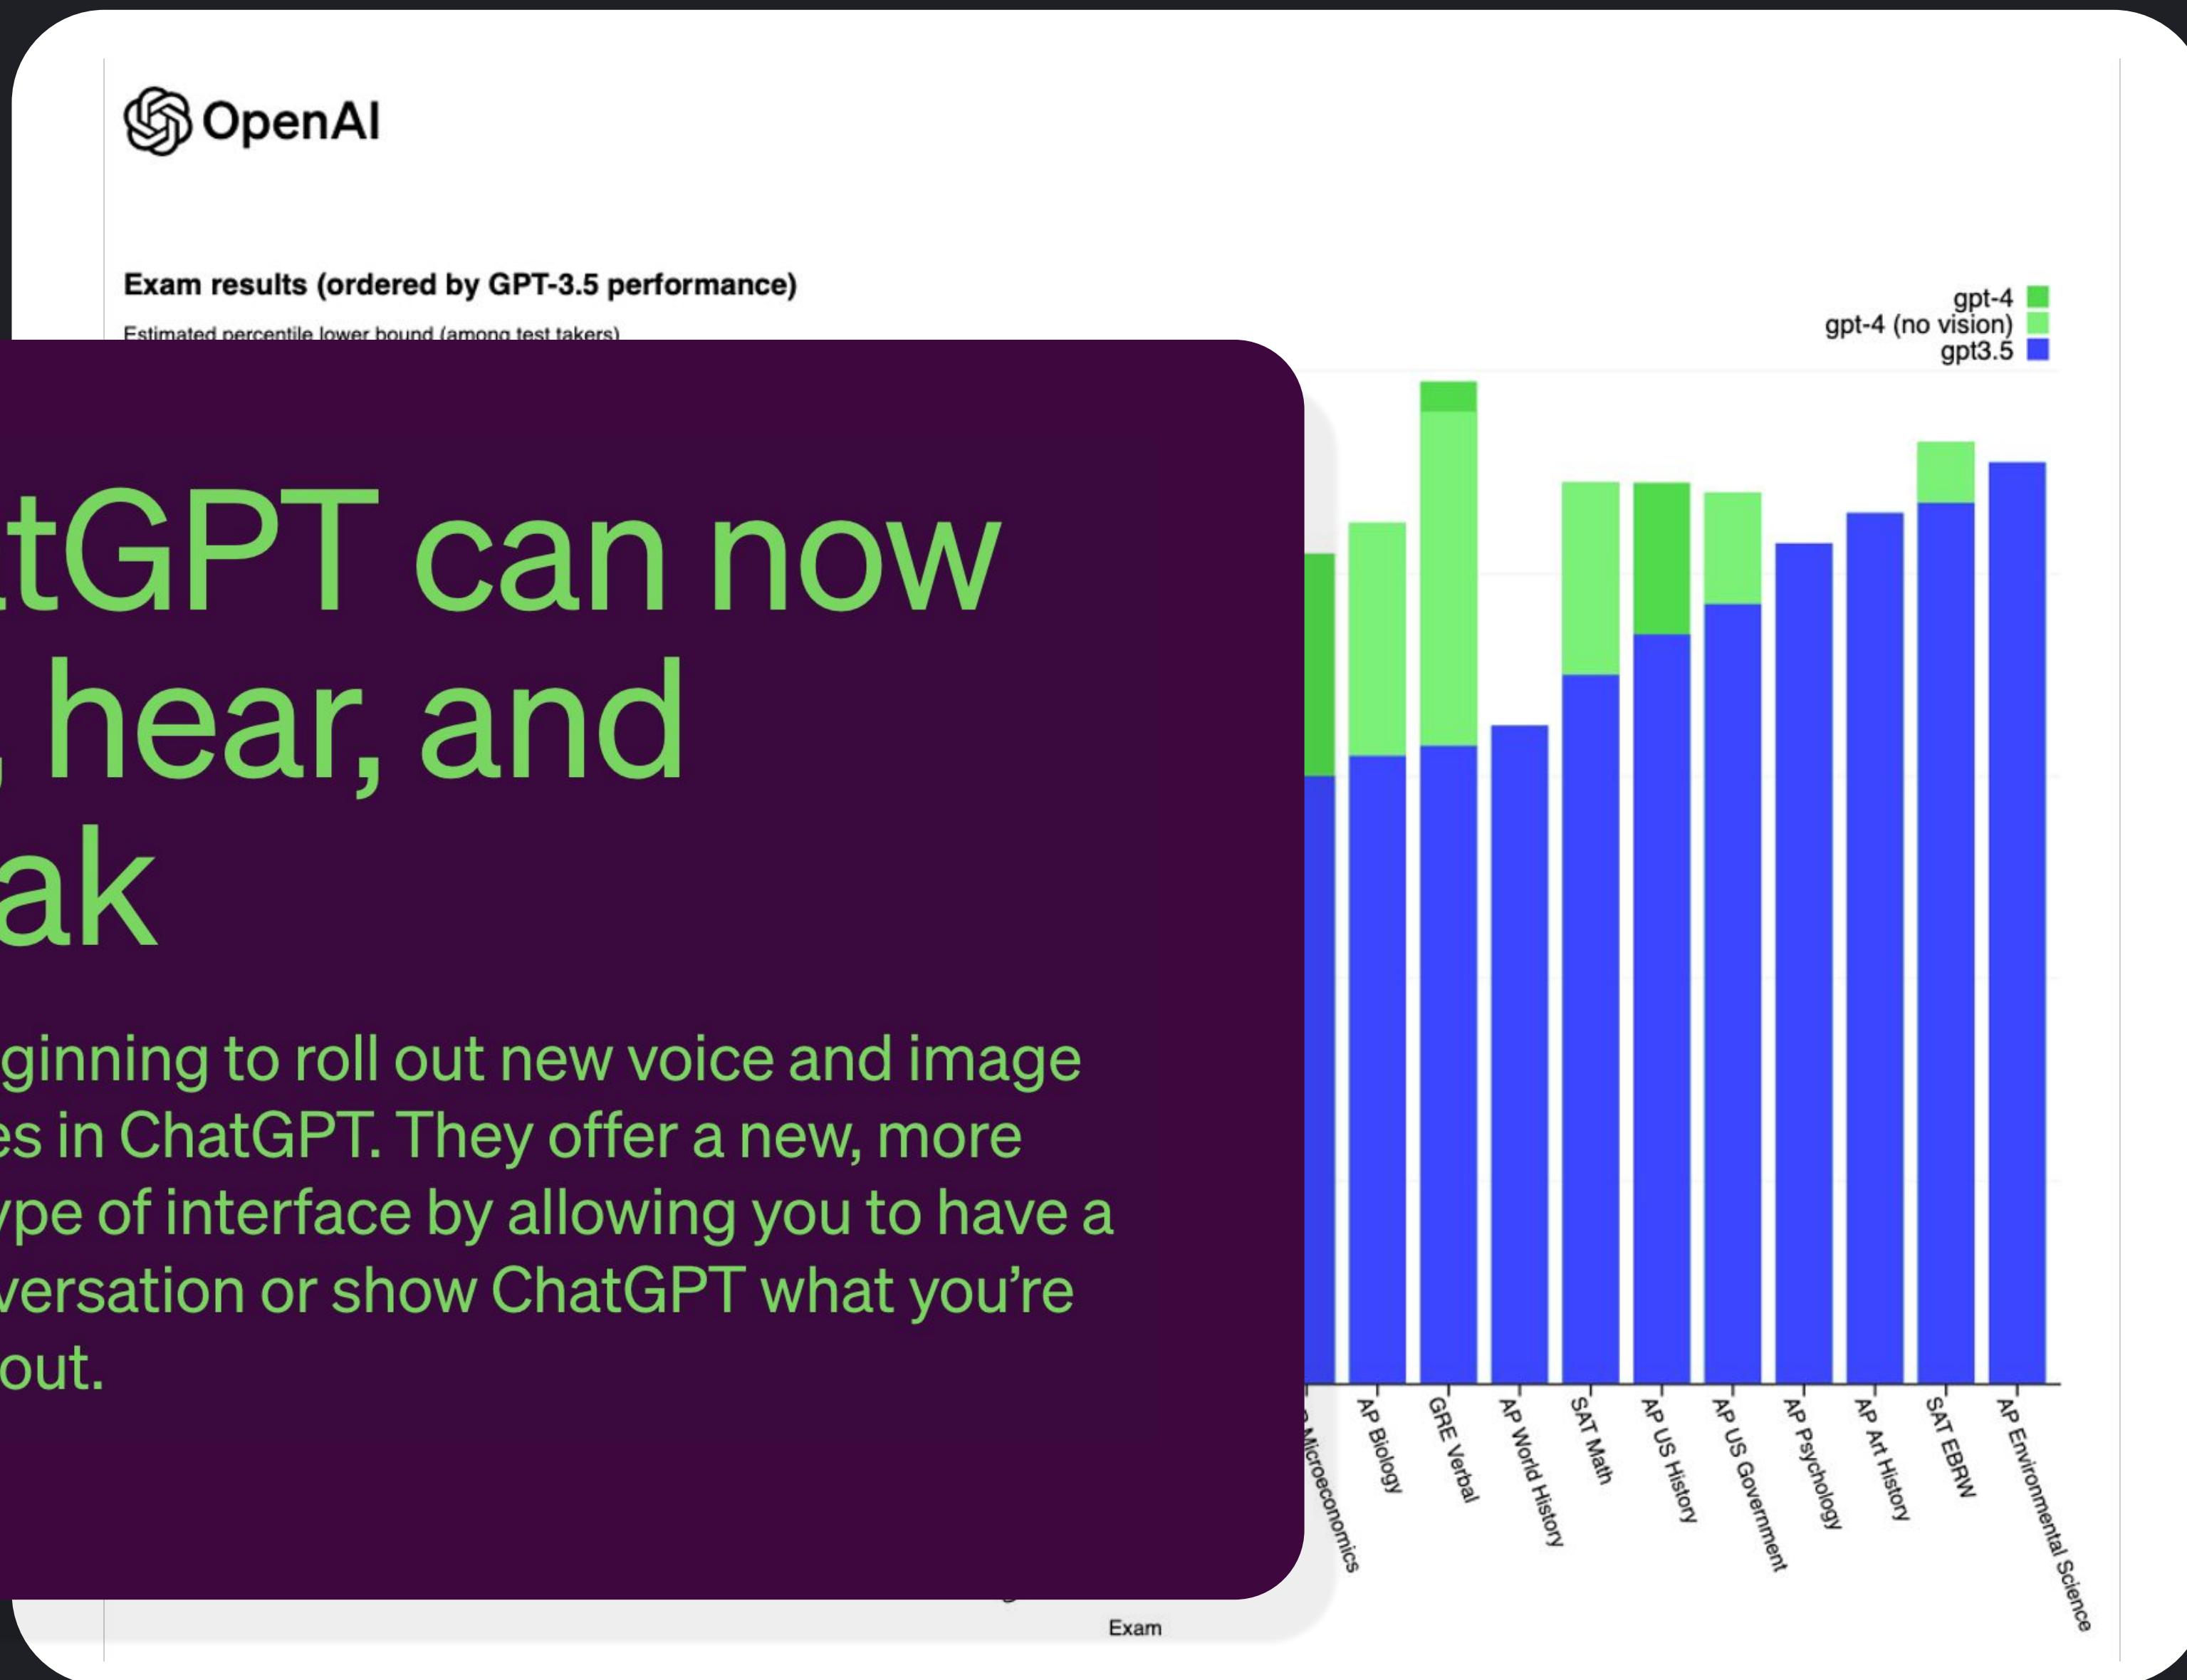 OpenAI
Exam results (ordered by GPT-3.5 performance)
Estimated percentile lower bound (among test takers)
gpt-4
gpt-4 (no vision)
gpt3.5
tGPT can now
, hear, and
ak
ginning to roll out new voice and image
es in ChatGPT. They offer a new, more
ype of interface by allowing you to have a
versation or show ChatGPT what you’re
out.
Microeconomics
AP Biology
GRE Verbal
AP World History
SAT Math
AP US History
AP US Government
AP Psychology
AP Art History
SAT EBRW
AP Environmental Science
Exam